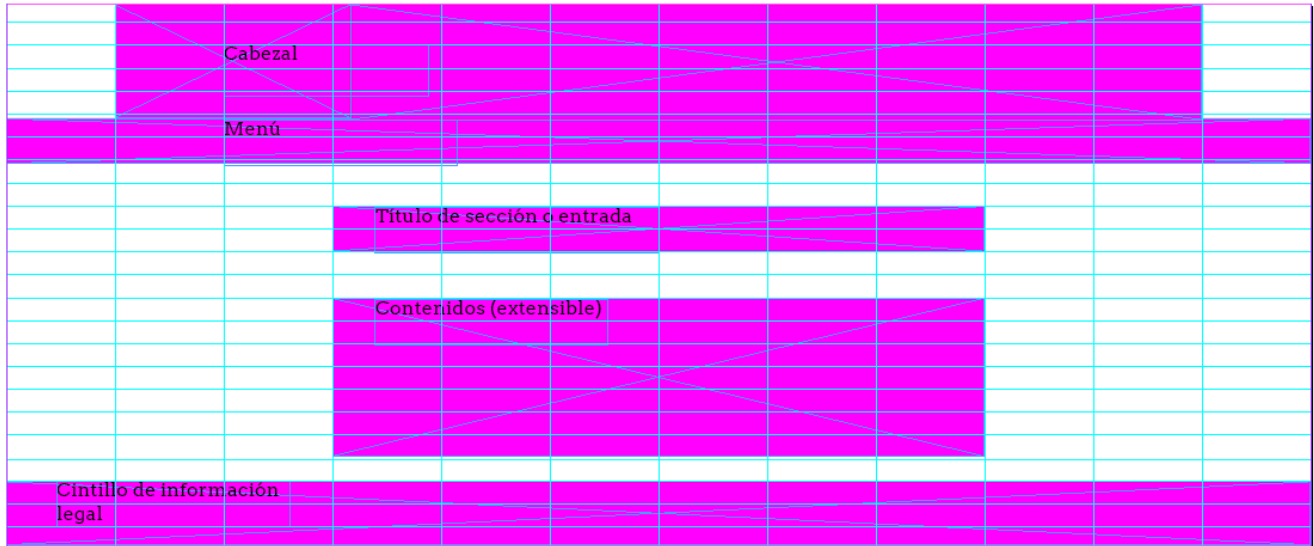 Cabezal
Menú
Título de sección o entrada
Contenidos (extensible)
Cintillo de información
legal